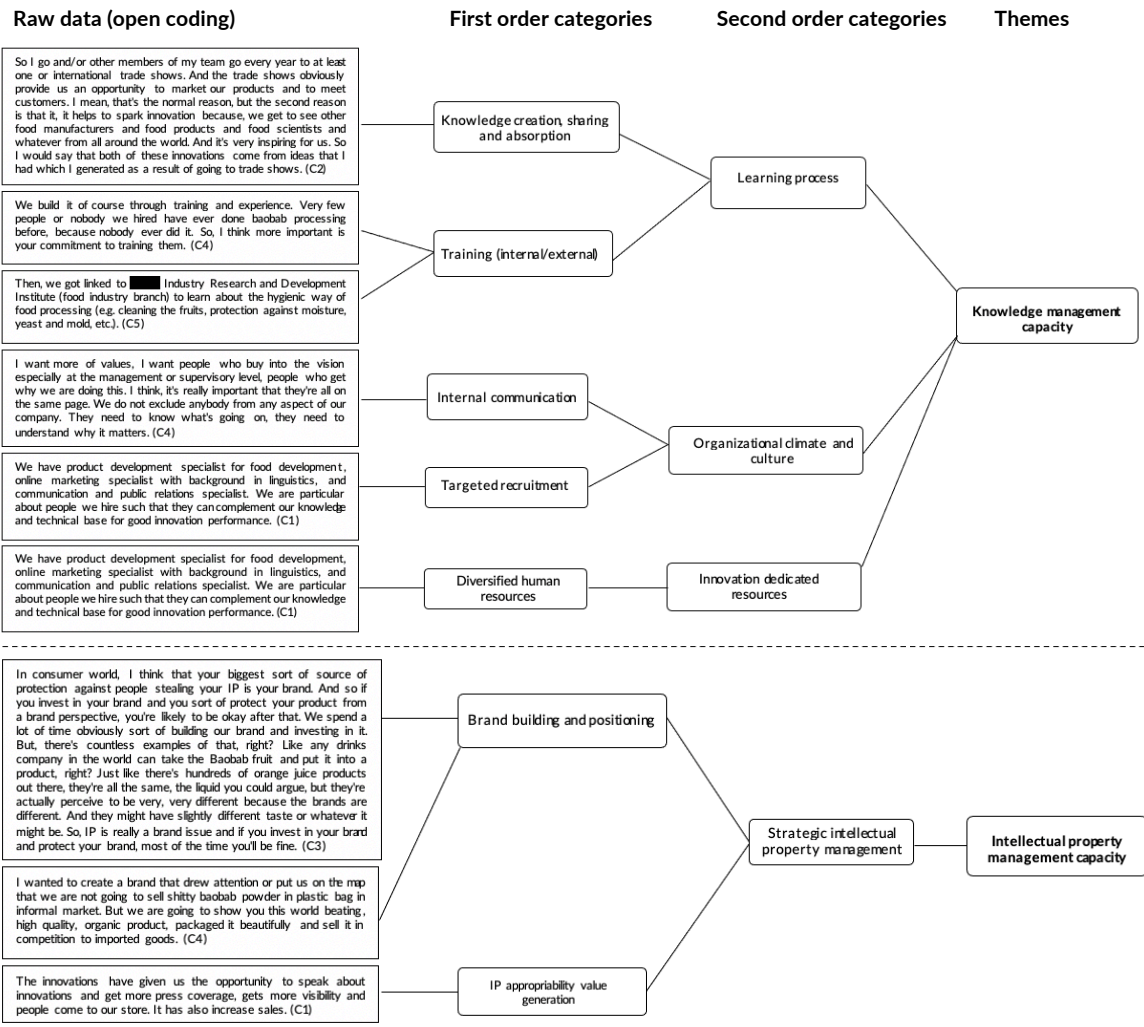 Raw data (open coding)
First order categories
Second order categories
Themes
So I go and/or other members of my team go every year to at least
one or international trade shows. And the trade shows obviously
provide us an opportunity to market our products and to meet
customers. I mean, that's the normal reason, but the second reason
is that it, it helps to spark innovation because, we get to see other
food manufacturers and food products and food scientists and
whatever from all around the world. And it's very inspiring for us. So
I would say that both of these innovations come from ideas that I
had which I generated as a result of going to trade shows. (C2)
Knowledge creation, sharing
and absorption
Learning process
We build it of course through training and experience. Very few
people or nobody we hired have ever done baobab processing
before, because nobody ever did it. So, I think more important is
your commitment to training them. (C4)
Training (internal/external)
Then, we got linked to Industry Research and Development
Institute (food industry branch) to learn about the hygienic way of
food processing (e.g. cleaning the fruits, protection against moisture,
yeast and mold, etc.). (C5)
Knowledge management
capacity
I want more of values, I want people who buy into the vision
especially at the management or supervisory level, people who get
why we are doing this. I think, it's really important that they're all on
the same page. We do not exclude anybody from any aspect of our
company. They need to know what's going on, they need to
understand why it matters. (C4)
Internal communication
Organizational climate and
culture
We have product development specialist for food development,
online marketing specialist with background in linguistics, and
communication and public relations specialist. We are particular
about people we hire such that they can complement our knowledge
and technical base for good innovation performance. (C1)
Targeted recruitment
We have product development specialist for food development,
online marketing specialist with background in linguistics, and
communication and public relations specialist. We are particular
about people we hire such that they can complement our knowledge
and technical base for good innovation performance. (C1)
Diversified human
resources
Innovation dedicated
resources
In consumer world, I think that your biggest sort of source of
protection against people stealing your IP is your brand. And so if
you invest in your brand and you sort of protect your product from
a brand perspective, you're likely to be okay after that. We spend a
lot of time obviously sort of building our brand and investing in it.
But, there's countless examples of that, right? Like any drinks
company in the world can take the Baobab fruit and put it into a
product, right? Just like there's hundreds of orange juice products
out there, they're all the same, the liquid you could argue, but they're
actually perceive to be very, very different because the brands are
different. And they might have slightly different taste or whatever it
might be. So, IP is really a brand issue and if you invest in your brand
and protect your brand, most of the time you'll be fine. (C3)
Brand building and positioning
Strategic intellectual
property management
Intellectual property
management capacity
I wanted to create a brand that drew attention or put us on the map
that we are not going to sell shitty baobab powder in plastic bag in
informal market. But we are going to show you this world beating,
high quality, organic product, packaged it beautifully and sell it in
competition to imported goods. (C4)
The innovations have given us the opportunity to speak about
innovations and get more press coverage, gets more visibility and
people come to our store. It has also increase sales. (C1)
IP appropriability value
generation